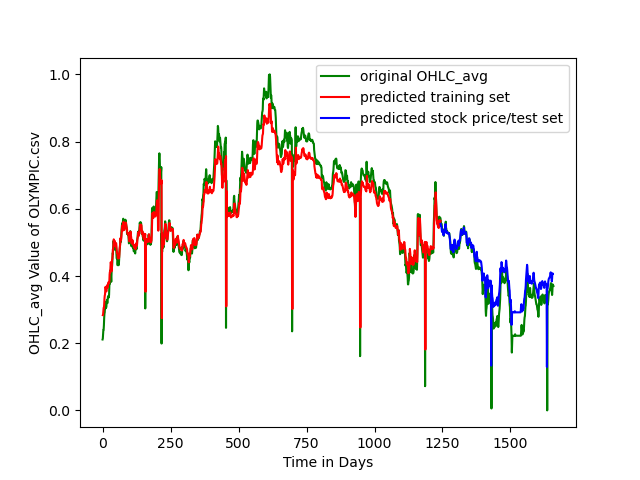 original OHLC_avg
predicted training set
predicted stock price/test set
1.0
0.8
0.6
0.4
0.2
0.0
OHLC_avg Value of OLYMPIC.csv
0 250 500 750 1000 1250 1500
Time in Days